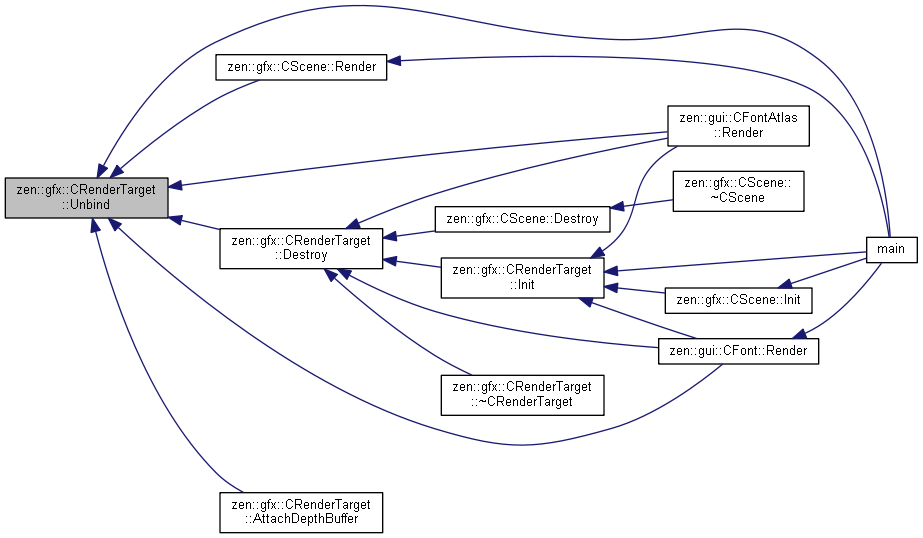 zen::gfx::CScene::Render
zen::gui::CFontAtlas
::Render
zen::gfx::CRenderTarget
::Unbind
zen::gfx::CScene::
~CScene
zen::gfx::CScene::Destroy
zen::gfx::CRenderTarget
::Destroy
main
zen::gfx::CRenderTarget
::Init
zen::gfx::CScene::Init
zen::gui::CFont::Render
zen::gfx::CRenderTarget
::~CRenderTarget
zen::gfx::CRenderTarget
::AttachDepthBuffer